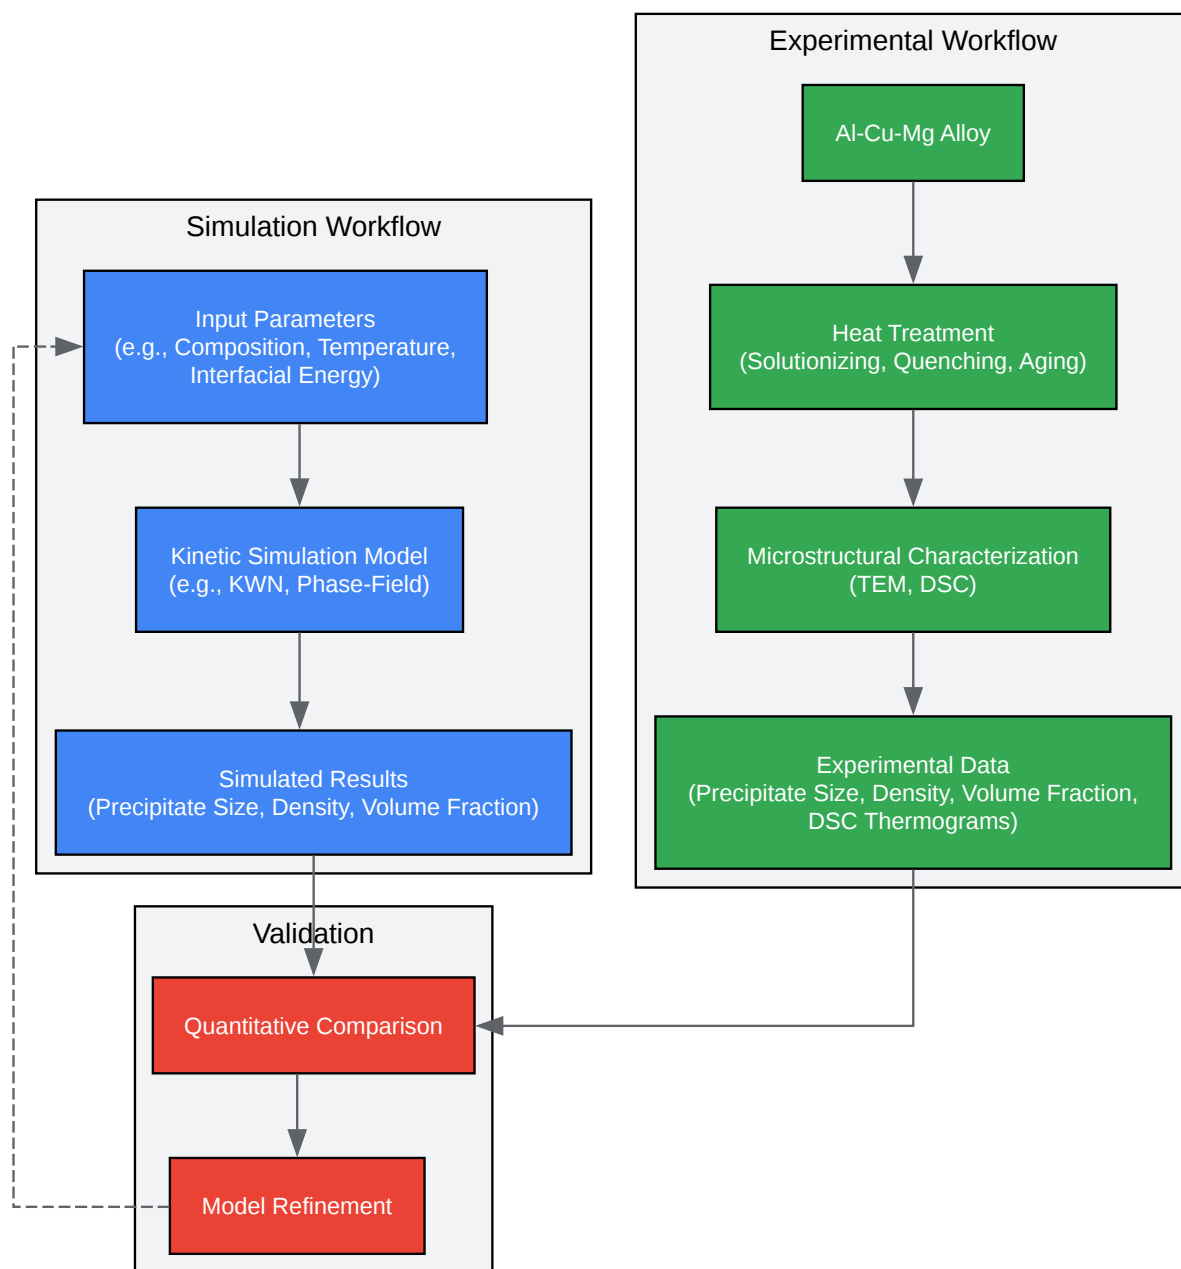 Experimental Workflow
Al-Cu-Mg Alloy
Heat Treatment
(Solutionizing, Quenching, Aging)
Microstructural Characterization
(TEM, DSC)
Experimental Data
(Precipitate Size, Density, Volume Fraction,
DSC Thermograms)
Simulation Workflow
Input Parameters
(e.g., Composition, Temperature,
Interfacial Energy)
Kinetic Simulation Model
(e.g., KWN, Phase-Field)
Simulated Results
(Precipitate Size, Density, Volume Fraction)
Validation
Quantitative Comparison
Model Refinement